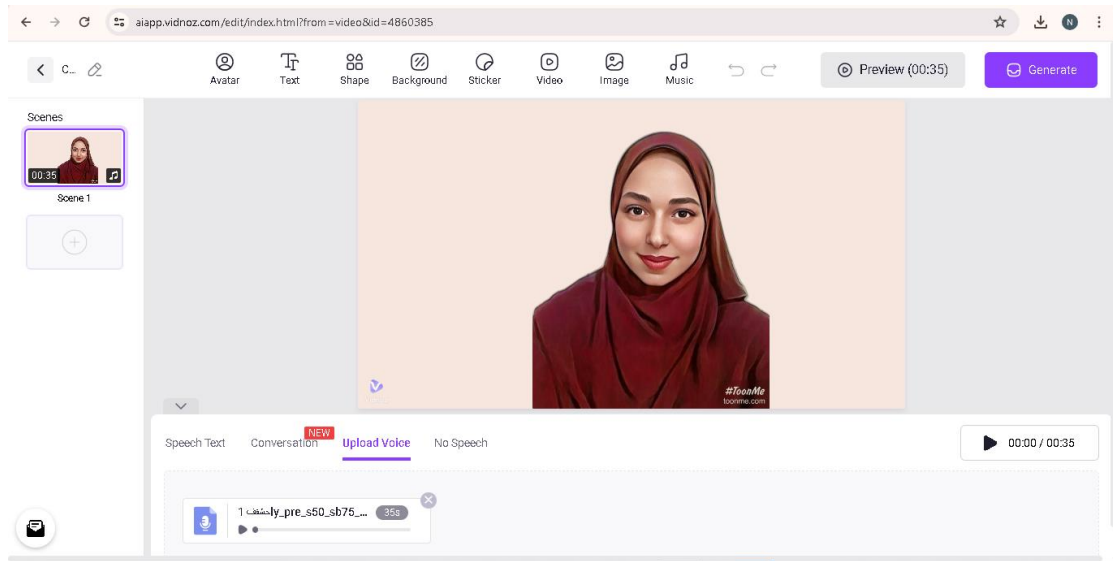 aiapp.vidnoz.com/edit/index.html?from=video&id=4860385
N
C...
Avatar
Text
Shape
Background
Sticker
Video
Image
Music
Preview (00:35)
Generate
Scenes
00:35
Scene 1
#ToonMe
toonme.com
Speech Text
Conversation
NEW
Upload Voice
No Speech
00:00 / 00:35
ly_pre_s50_sb75_... 35s